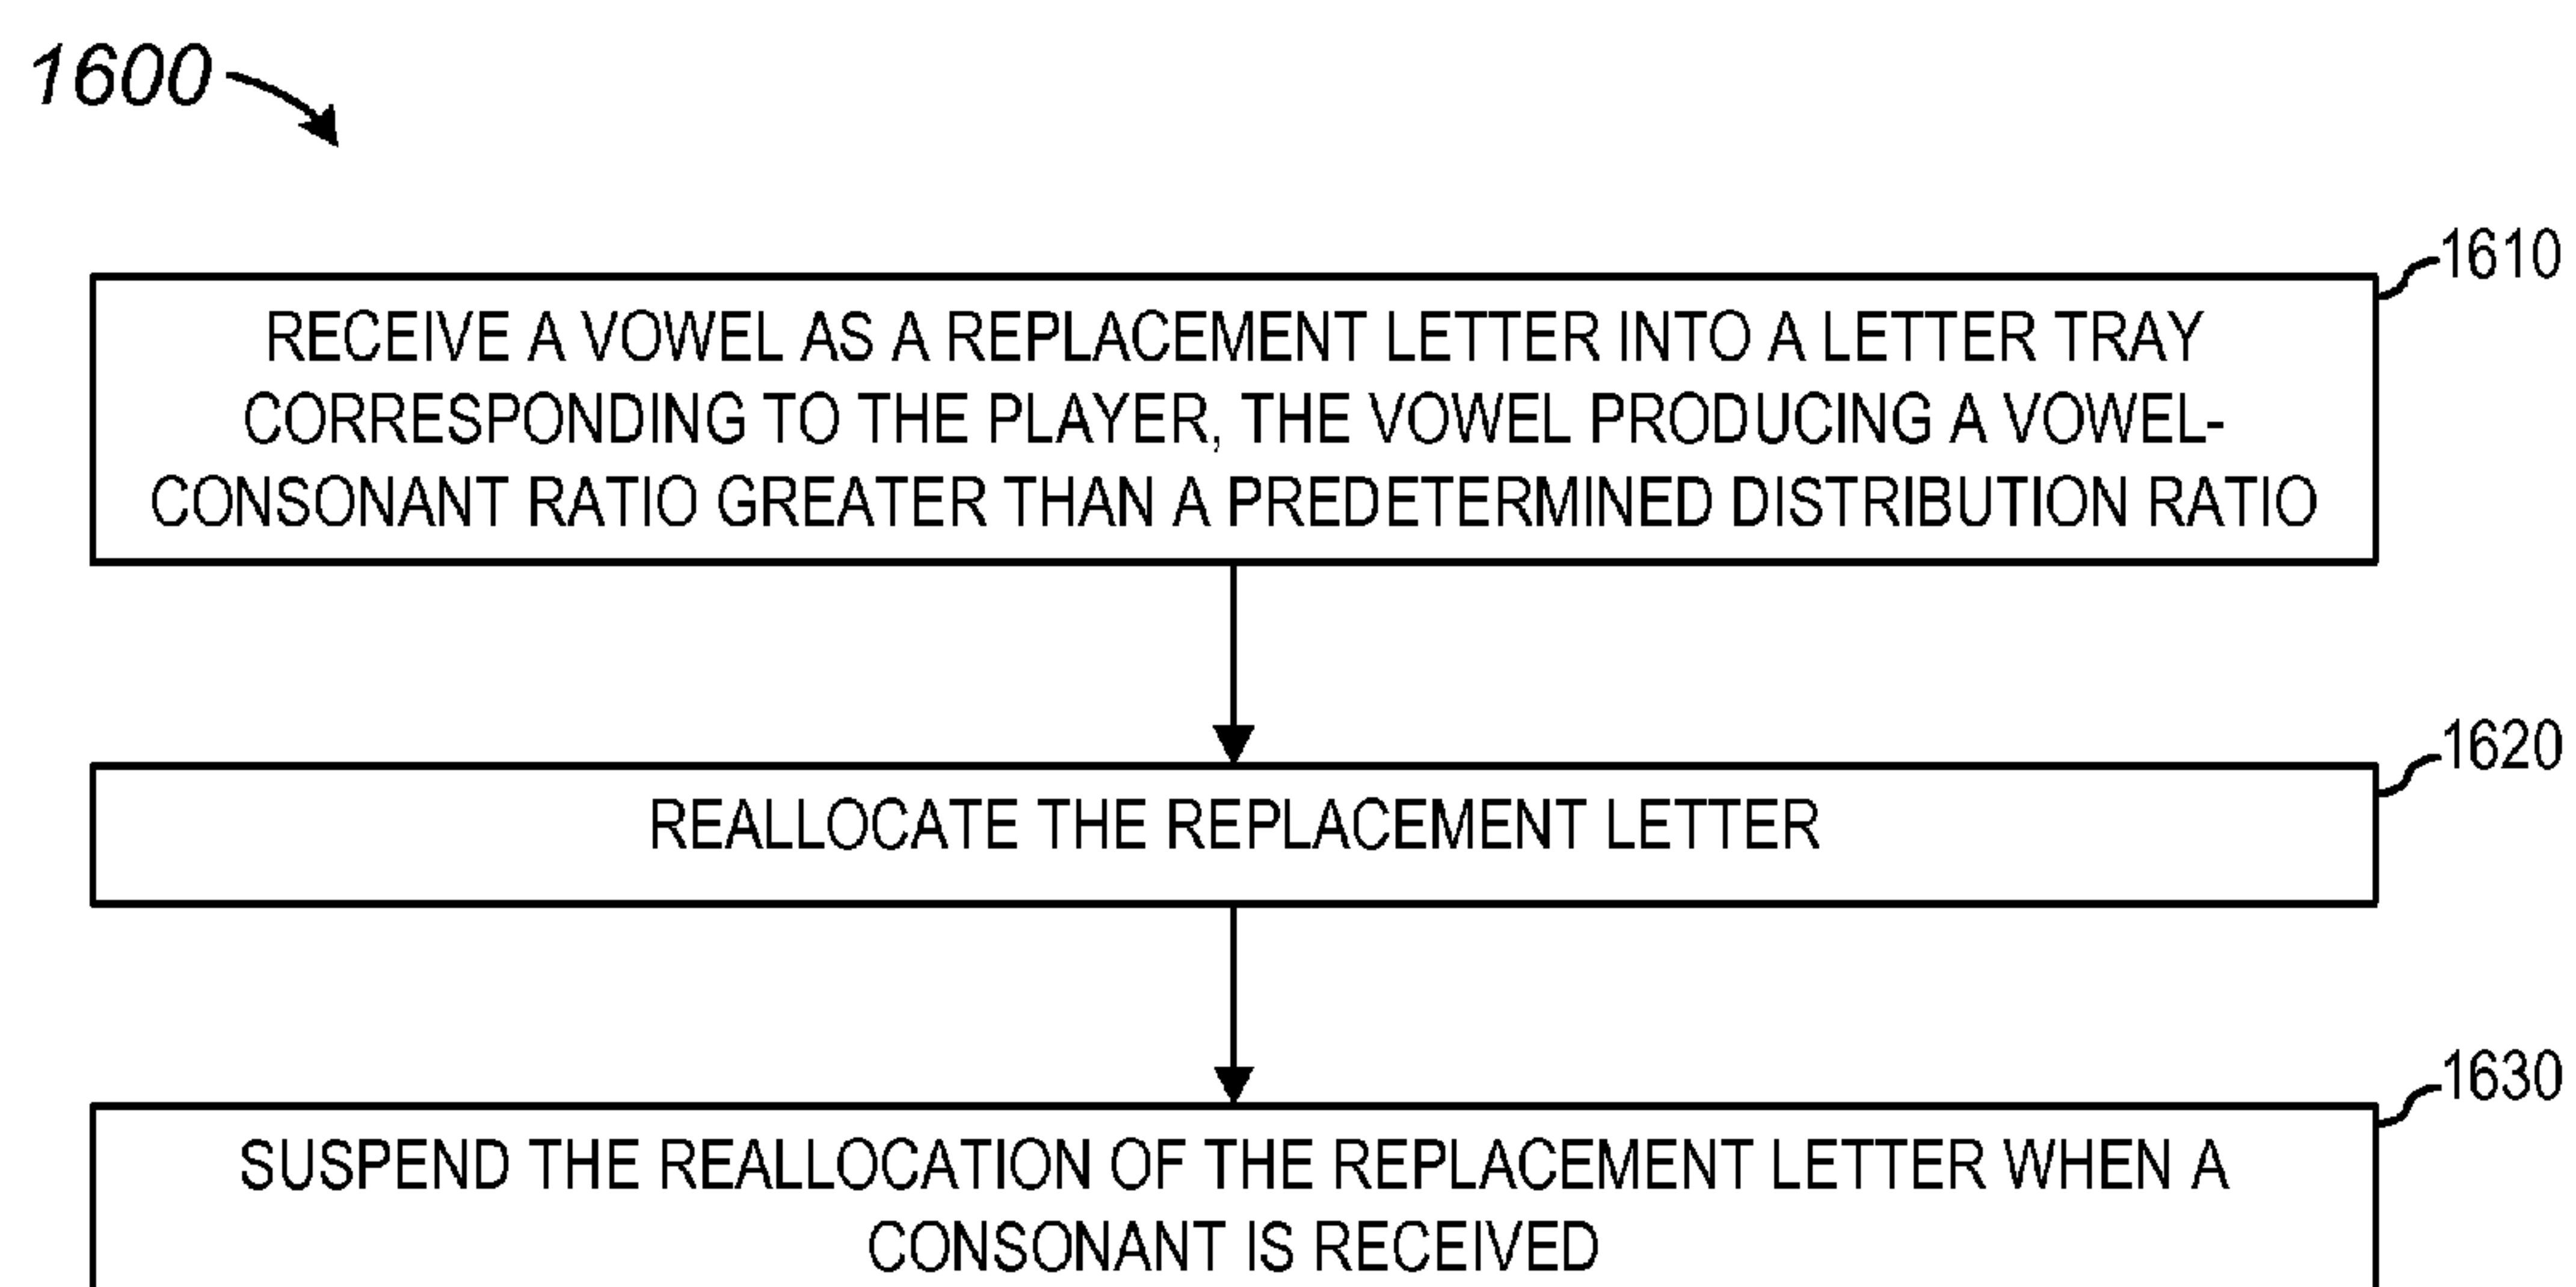 1600
1610
RECEIVE A VOWEL AS A REPLACEMENT LETTER INTO A LETTER TRAY
CORRESPONDING TO THE PLAYER, THE VOWEL PRODUCING A VOWEL-
CONSONANT RATIO GREATER THAN A PREDETERMINED DISTRIBUTION RATIO
1620
REALLOCATE THE REPLACEMENT LETTER
1630
SUSPEND THE REALLOCATION OF THE REPLACEMENT LETTER WHEN A
CONSONANT IS RECEIVED